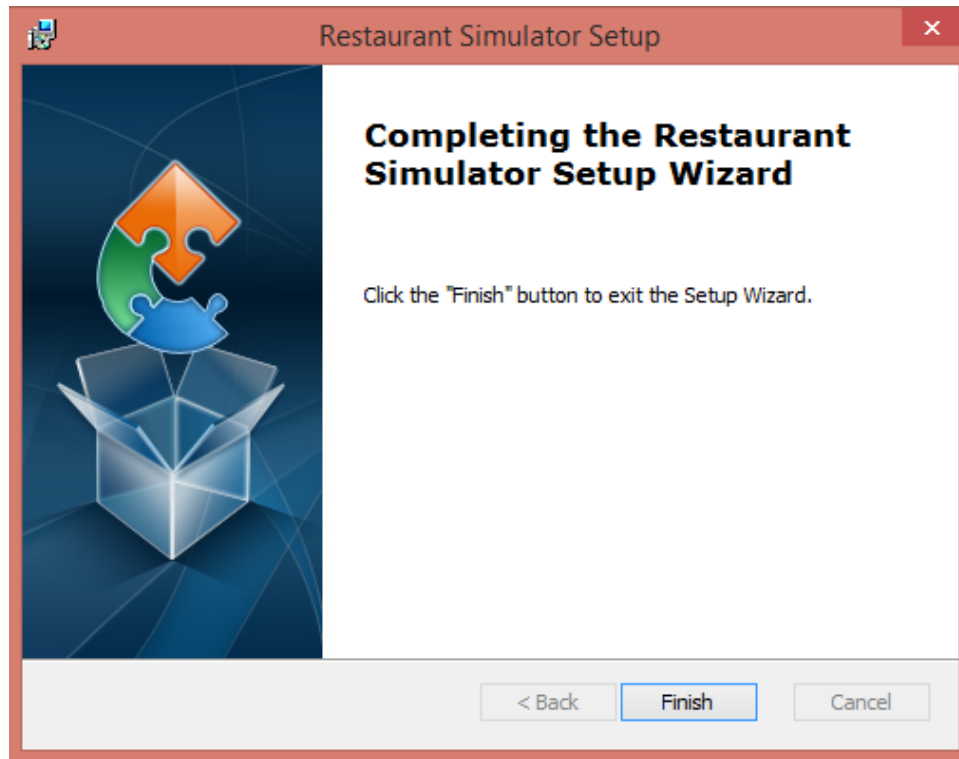 Restaurant Simulator Setup
Completing the Restaurant
Simulator Setup Wizard
Click the "Finish" button to exit the Setup Wizard.
< Back Finish Cancel